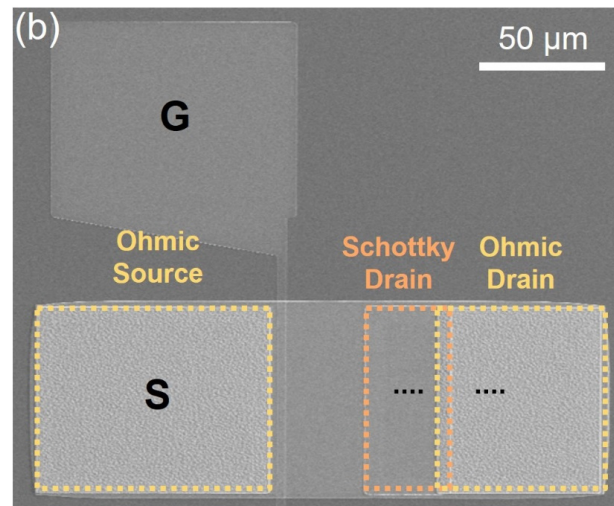 (b)
50 µm
G
Ohmic
Source
Schottky
Drain
Ohmic
Drain
S
....
....